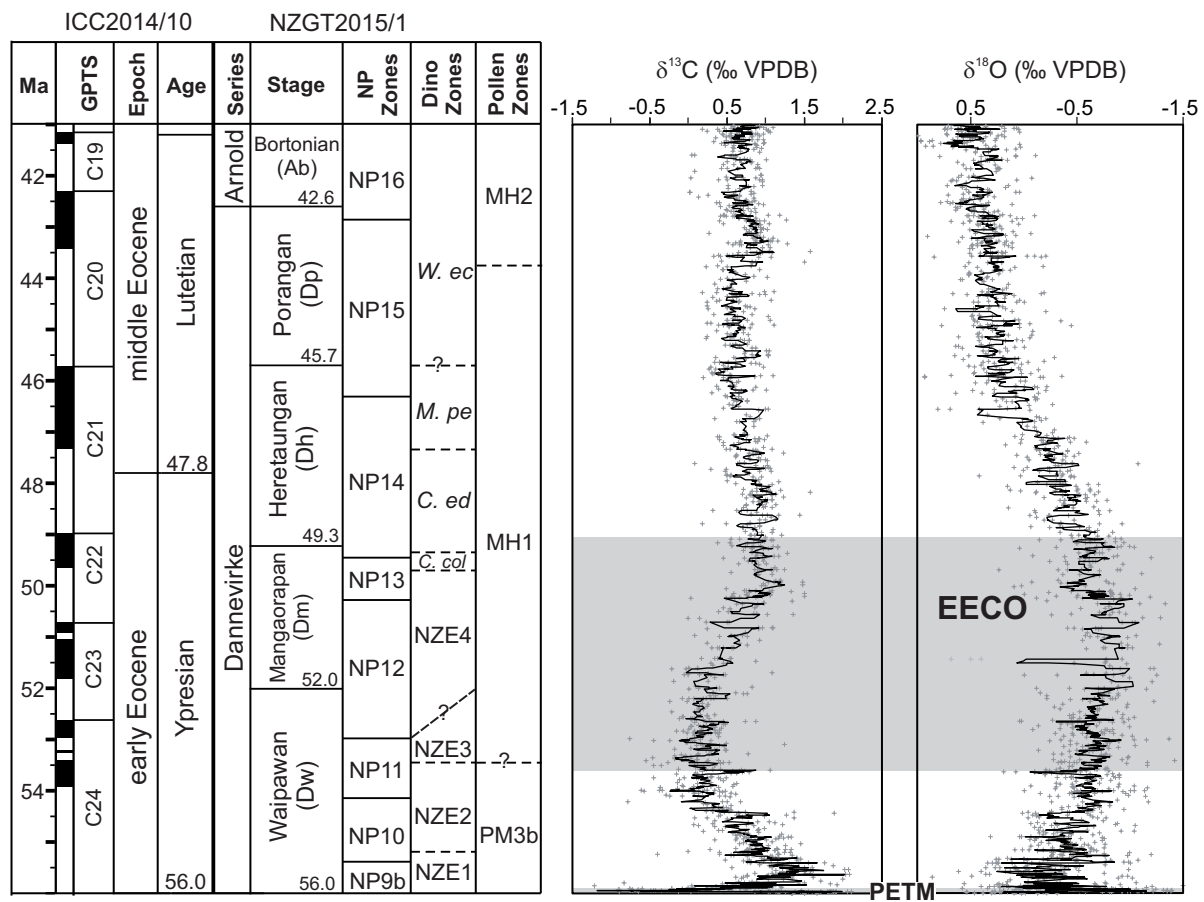 ICC2014/10
NZGT2015/1
Ma
GPTS
Epoch
Age
Series
Stage
NP Zones
Dino Zones
Pollen Zones
δ13C (‰ VPDB)
-1.5 -0.5 0.5 1.5 2.5
δ18O (‰ VPDB)
0.5 -0.5 -1.5
42
44
46
48
50
52
54
C19
C20
C21
C22
C23
C24
middle Eocene
early Eocene
Lutetian
47.8
Ypresian
56.0
Arnold
Dannevirke
Bortonian
(Ab)
42.6
Porangan
(Dp)
45.7
Heretaungan
(Dh)
49.3
Mangaorapan
(Dm)
52.0
Waipawan
(Dw)
56.0
NP16
NP15
NP14
NP13
NP12
NP11
NP10
NP9b
W. ec
?
M. pe
C. ed
C. col
NZE4
?
NZE3
NZE2
NZE1
MH2
MH1
?
PM3b
EECO
PETM